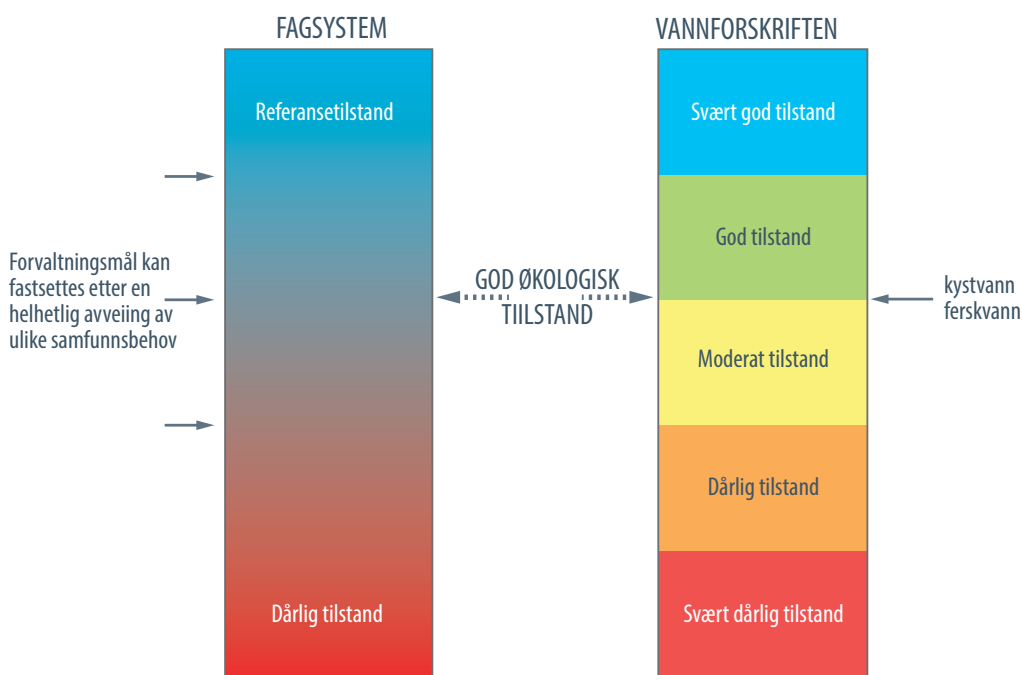 FAGSYSTEM
Referansetilstand
Dårlig tilstand
Forvaltningsmål kan
fastsettes etter en
helhetlig avveiing av
ulike samfunnsbehov
GOD ØKOLOGISK
TIILSTAND
VANNFORSKRIFTEN
Svært god tilstand
God tilstand
Moderat tilstand
Dårlig tilstand
Svært dårlig tilstand
kystvann
ferskvann